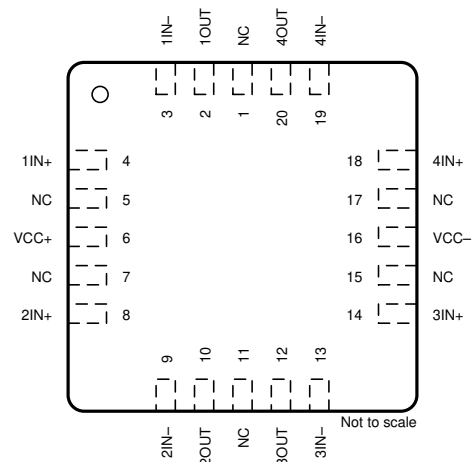 1IN–
1OUT
NC
4OUT
4IN–
3
2
1
20
19
1IN+ 4
NC 5
VCC+ 6
NC 7
2IN+ 8
18 4IN+
17 NC
16 VCC–
15 NC
14 3IN+
9
10
11
12
13
Not to scale
2IN–
2OUT
NC
3OUT
3IN–